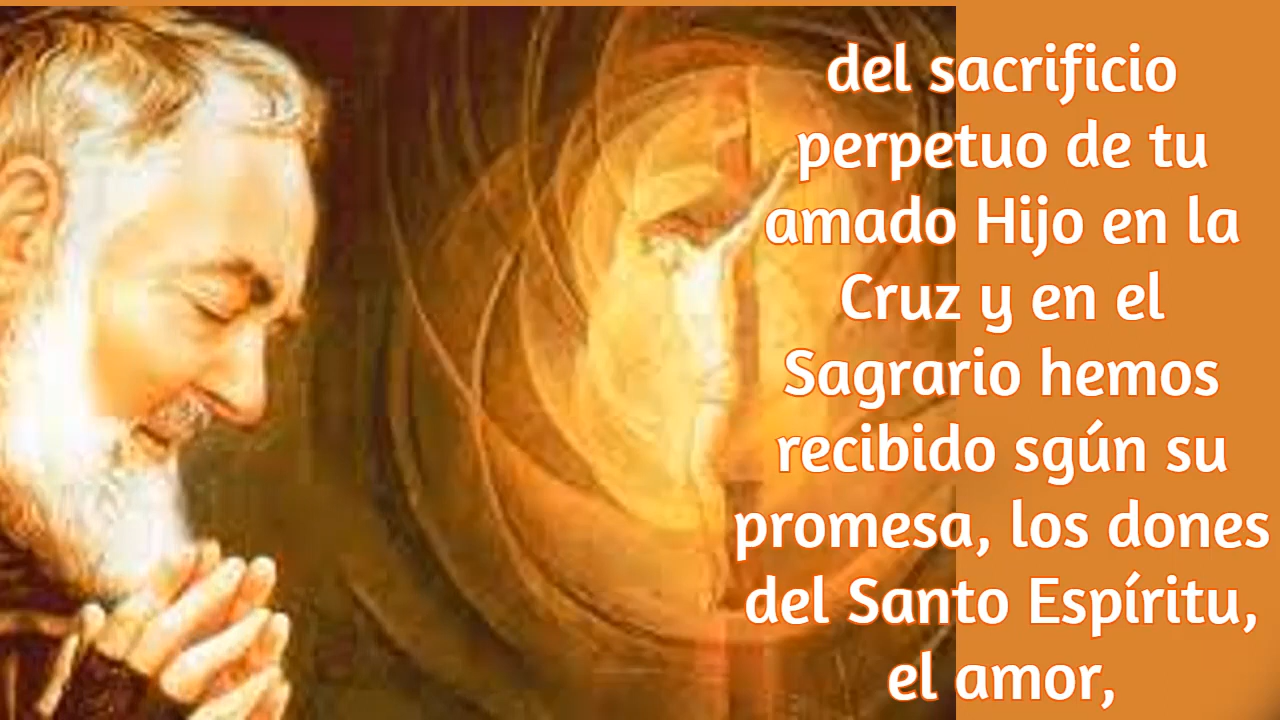 del sacrificio
perpetuo de tu
amado Hijo en la
Cruz y en el
Sagrario hemos
recibido sgún su
promesa, los dones
del Santo Espíritu,
el amor,